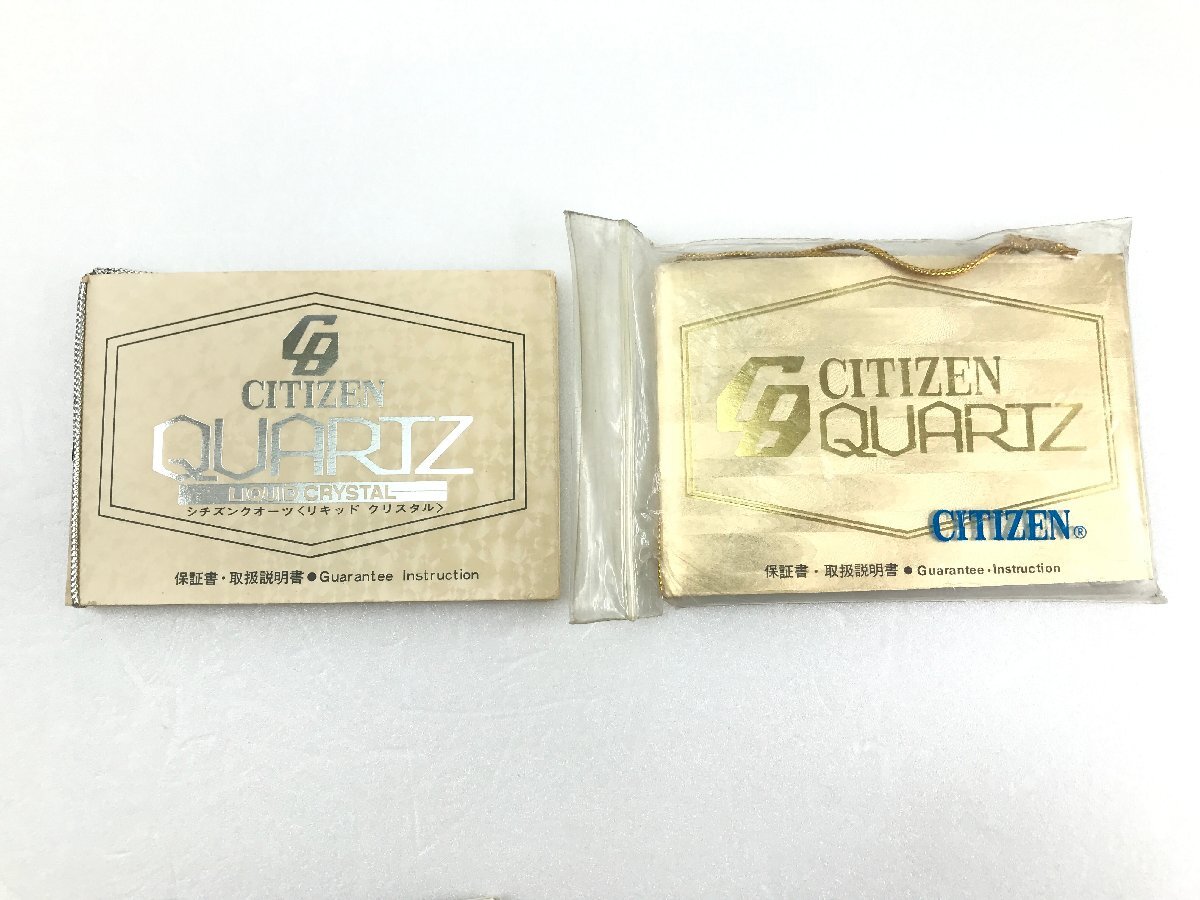 CITIZEN
QUARTZ
LIQUID CRYSTAL
シチズンクオーツ〈リキッド クリスタル〉
保証書・取扱説明書●Guarantee Instruction
CITIZEN
QUARTZ
CITIZEN®
保証書・取扱説明書●Guarantee・Instruction